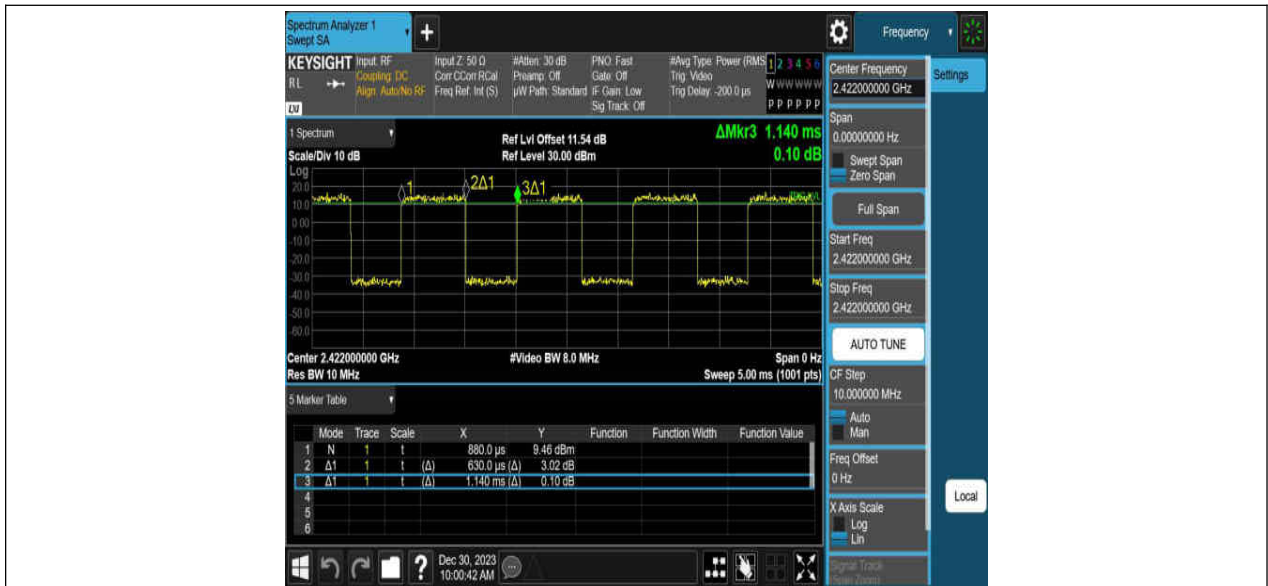 Spectrum Analyzer 1
Swept SA
+
Frequency
KEYSIGHT
RL
LXI
Input: RF
Coupling: DC
Align: Auto/No RF
Input Z: 50 Ω
Corr CCorr RCal
Freq Ref: Int (S)
#Atten: 30 dB
Preamp: Off
µW Path: Standard
PNO: Fast
Gate: Off
IF Gain: Low
Sig Track: Off
#Avg Type: Power (RMS
Trig: Video
Trig Delay: -200.0 µs
1 2 3 4 5 6
W W W W W W
P P P P P P
1 Spectrum
Scale/Div 10 dB
Ref Lvl Offset 11.54 dB
Ref Level 30.00 dBm
ΔMkr3 1.140 ms
0.10 dB
Log
20.0
10.0
0.00
-10.0
-20.0
-30.0
-40.0
-50.0
-60.0
1
2Δ1
3Δ1
Center 2.422000000 GHz
#Video BW 8.0 MHz
Span 0 Hz
Res BW 10 MHz
Sweep 5.00 ms (1001 pts)
5 Marker Table
Mode Trace Scale X Y Function Function Width Function Value
1 N 1 t 880.0 µs 9.46 dBm
2 Δ1 1 t (Δ) 630.0 µs (Δ) 3.02 dB
3 Δ1 1 t (Δ) 1.140 ms (Δ) 0.10 dB
4
5
6
?
Dec 30, 2023
10:00:42 AM
Center Frequency
2.422000000 GHz
Span
0.00000000 Hz
Swept Span
Zero Span
Full Span
Start Freq
2.422000000 GHz
Stop Freq
2.422000000 GHz
AUTO TUNE
CF Step
10.000000 MHz
Auto
Man
Freq Offset
0 Hz
X Axis Scale
Log
Lin
Signal Track
(Span Zoom)
Settings
Local